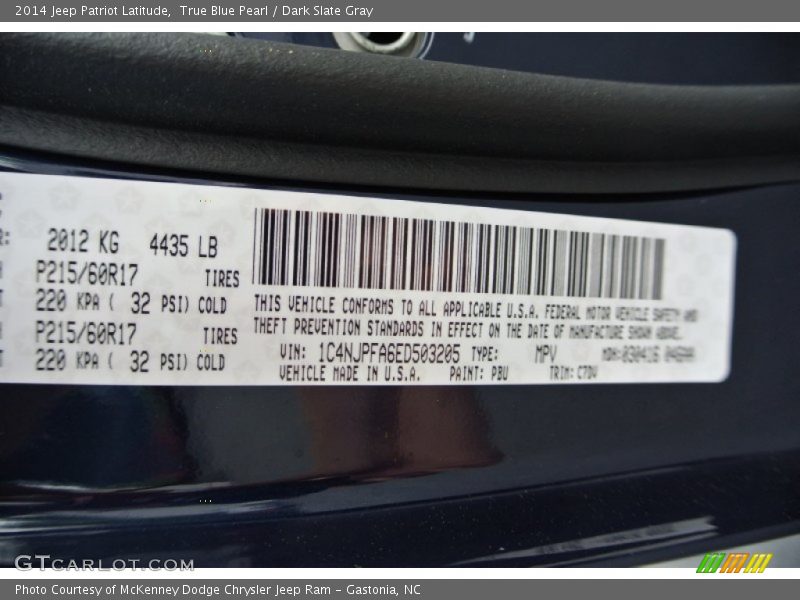 2014 Jeep Patriot Latitude, True Blue Pearl / Dark Slate Gray
2012 KG 4435 LB
P215/60R17 TIRES
220 KPA ( 32 PSI) COLD
P215/60R17 TIRES
220 KPA ( 32 PSI) COLD
THIS VEHICLE CONFORMS TO ALL APPLICABLE U.S.A. FEDERAL MOTOR VEHICLE SAFETY AND
THEFT PREVENTION STANDARDS IN EFFECT ON THE DATE OF MANUFACTURE SHOWN ABOVE.
VIN: 1C4NJPFA6ED503205 TYPE: MPV MDH:030416
VEHICLE MADE IN U.S.A. PAINT: PBU TRIM: C7DV
GTCARLOT.COM
Photo Courtesy of McKenney Dodge Chrysler Jeep Ram – Gastonia, NC